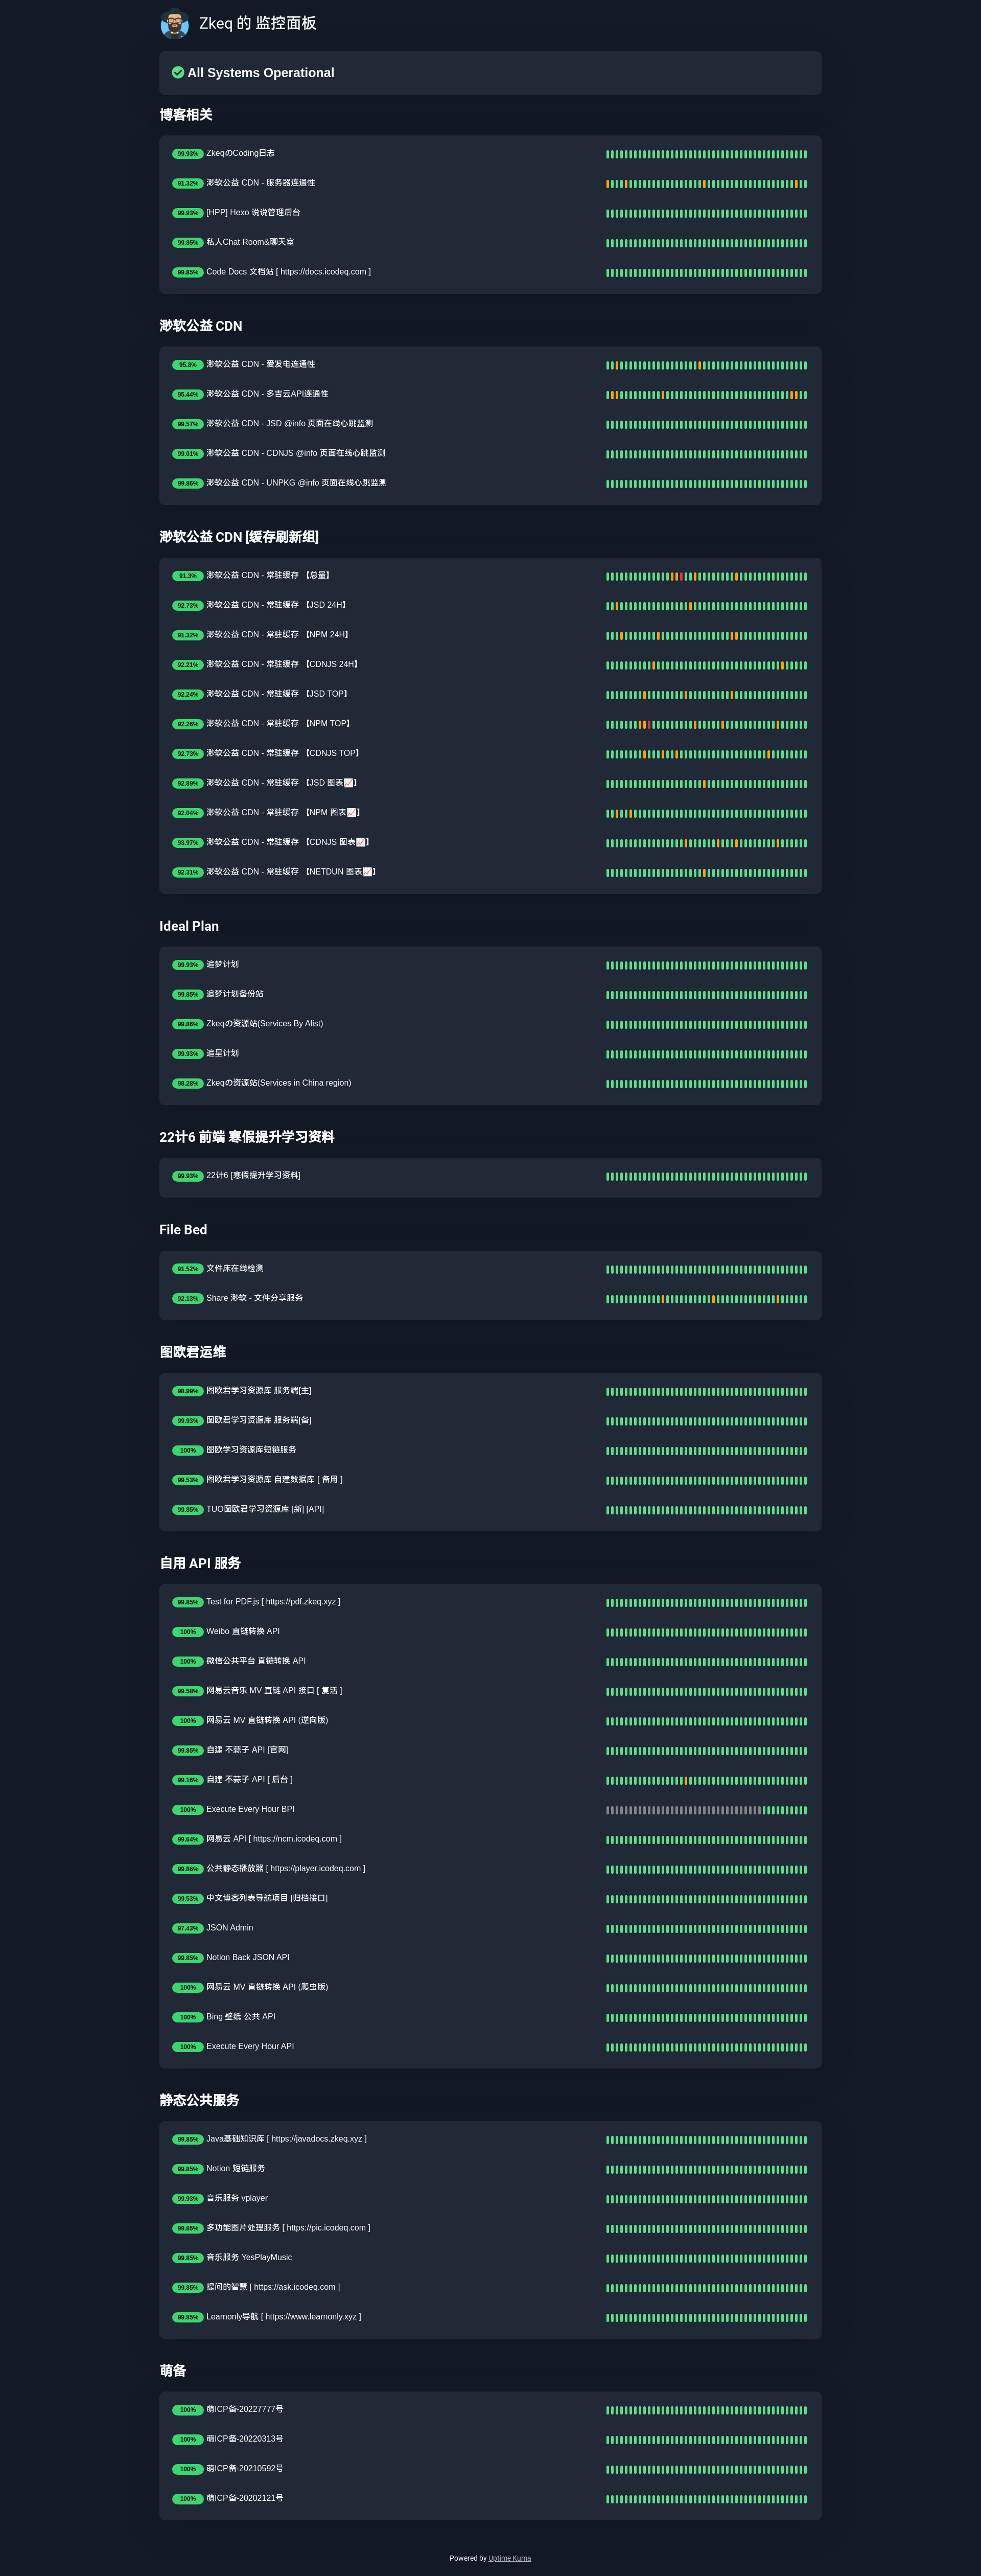 Zkeq 的 监控面板
All Systems Operational
博客相关
99.93% ZkeqのCoding日志
91.32% 渺软公益 CDN - 服务器连通性
99.93% [HPP] Hexo 说说管理后台
99.85% 私人Chat Room&聊天室
99.85% Code Docs 文档站 [ https://docs.icodeq.com ]
渺软公益 CDN
95.8% 渺软公益 CDN - 爱发电连通性
95.44% 渺软公益 CDN - 多吉云API连通性
99.57% 渺软公益 CDN - JSD @info 页面在线心跳监测
99.01% 渺软公益 CDN - CDNJS @info 页面在线心跳监测
99.86% 渺软公益 CDN - UNPKG @info 页面在线心跳监测
渺软公益 CDN [缓存刷新组]
91.3% 渺软公益 CDN - 常驻缓存 【总量】
92.73% 渺软公益 CDN - 常驻缓存 【JSD 24H】
91.32% 渺软公益 CDN - 常驻缓存 【NPM 24H】
92.21% 渺软公益 CDN - 常驻缓存 【CDNJS 24H】
92.24% 渺软公益 CDN - 常驻缓存 【JSD TOP】
92.26% 渺软公益 CDN - 常驻缓存 【NPM TOP】
92.73% 渺软公益 CDN - 常驻缓存 【CDNJS TOP】
92.89% 渺软公益 CDN - 常驻缓存 【JSD 图表📈】
92.04% 渺软公益 CDN - 常驻缓存 【NPM 图表📈】
93.97% 渺软公益 CDN - 常驻缓存 【CDNJS 图表📈】
92.31% 渺软公益 CDN - 常驻缓存 【NETDUN 图表📈】
Ideal Plan
99.93% 追梦计划
99.85% 追梦计划备份站
99.86% Zkeqの资源站(Services By Alist)
99.93% 追星计划
98.28% Zkeqの资源站(Services in China region)
22计6 前端 寒假提升学习资料
99.93% 22计6 [寒假提升学习资料]
File Bed
91.52% 文件床在线检测
92.13% Share 渺软 - 文件分享服务
图欧君运维
98.99% 图欧君学习资源库 服务端[主]
99.93% 图欧君学习资源库 服务端[备]
100% 图欧学习资源库短链服务
99.53% 图欧君学习资源库 自建数据库 [ 备用 ]
99.85% TUO图欧君学习资源库 [新] [API]
自用 API 服务
99.85% Test for PDF.js [ https://pdf.zkeq.xyz ]
100% Weibo 直链转换 API
100% 微信公共平台 直链转换 API
99.58% 网易云音乐 MV 直链 API 接口 [ 复活 ]
100% 网易云 MV 直链转换 API (逆向版)
99.85% 自建 不蒜子 API [官网]
99.16% 自建 不蒜子 API [ 后台 ]
100% Execute Every Hour BPI
99.64% 网易云 API [ https://ncm.icodeq.com ]
99.86% 公共静态播放器 [ https://player.icodeq.com ]
99.53% 中文博客列表导航项目 [归档接口]
97.43% JSON Admin
99.85% Notion Back JSON API
100% 网易云 MV 直链转换 API (爬虫版)
100% Bing 壁纸 公共 API
100% Execute Every Hour API
静态公共服务
99.85% Java基础知识库 [ https://javadocs.zkeq.xyz ]
99.85% Notion 短链服务
99.93% 音乐服务 vplayer
99.85% 多功能图片处理服务 [ https://pic.icodeq.com ]
99.85% 音乐服务 YesPlayMusic
99.85% 提问的智慧 [ https://ask.icodeq.com ]
99.85% Learnonly导航 [ https://www.learnonly.xyz ]
萌备
100% 萌ICP备-20227777号
100% 萌ICP备-20220313号
100% 萌ICP备-20210592号
100% 萌ICP备-20202121号
Powered by Uptime Kuma